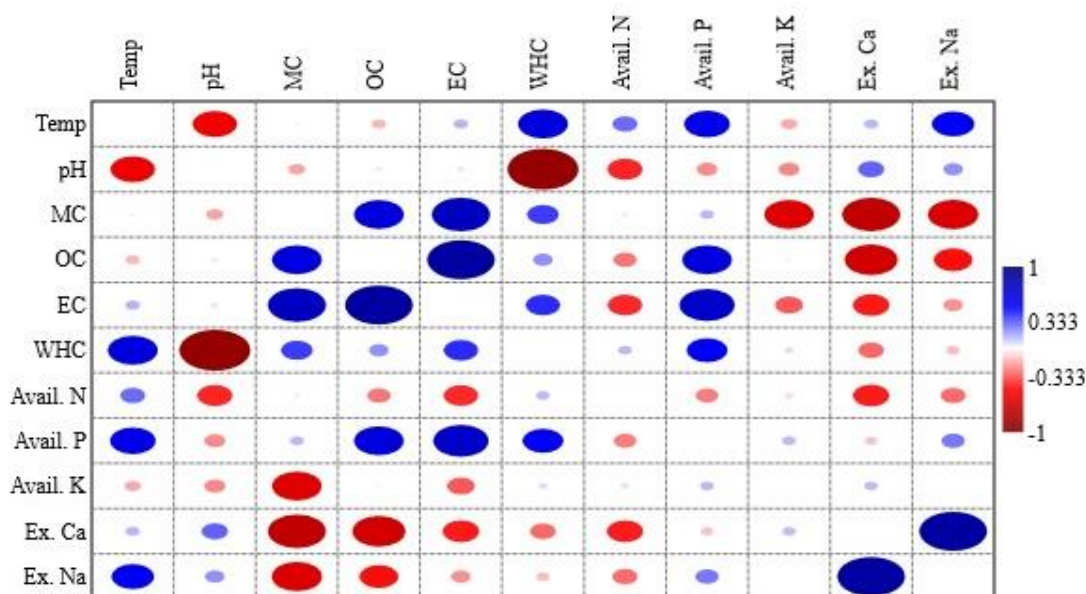 Temp pH MC OC EC WHC Avail. N Avail. P Avail. K Ex. Ca Ex. Na
Temp
pH
MC
OC
EC
WHC
Avail. N
Avail. P
Avail. K
Ex. Ca
Ex. Na
1
0.333
-0.333
-1